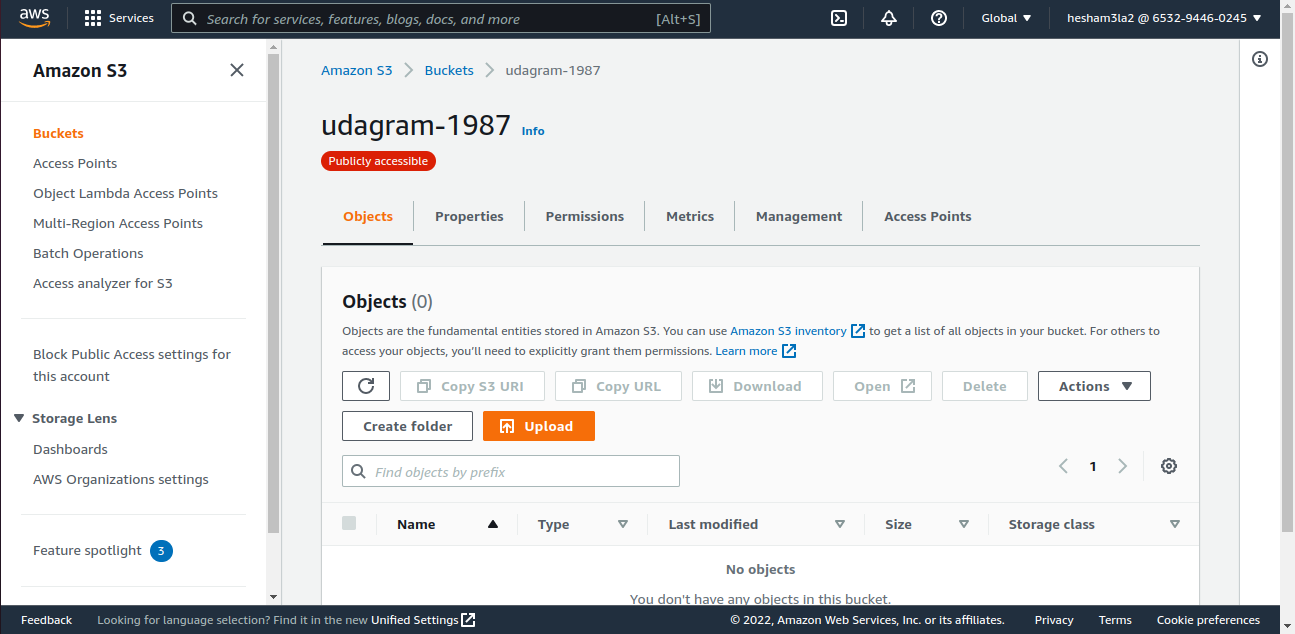 aws Services Search for services, features, blogs, docs, and more [Alt+S] Global hesham3la2 @ 6532-9446-0245
Amazon S3
Buckets
Access Points
Object Lambda Access Points
Multi-Region Access Points
Batch Operations
Access analyzer for S3
Block Public Access settings for
this account
Storage Lens
Dashboards
AWS Organizations settings
Feature spotlight 3
Amazon S3 Buckets udagram-1987
udagram-1987 Info
Publicly accessible
Objects Properties Permissions Metrics Management Access Points
Objects (0)
Objects are the fundamental entities stored in Amazon S3. You can use Amazon S3 inventory to get a list of all objects in your bucket. For others to
access your objects, you'll need to explicitly grant them permissions. Learn more
Copy S3 URI Copy URL Download Open Delete Actions
Create folder Upload
Find objects by prefix 1
Name Type Last modified Size Storage class
No objects
You don't have any objects in this bucket.
Feedback Looking for language selection? Find it in the new Unified Settings © 2022, Amazon Web Services, Inc. or its affiliates. Privacy Terms Cookie preferences